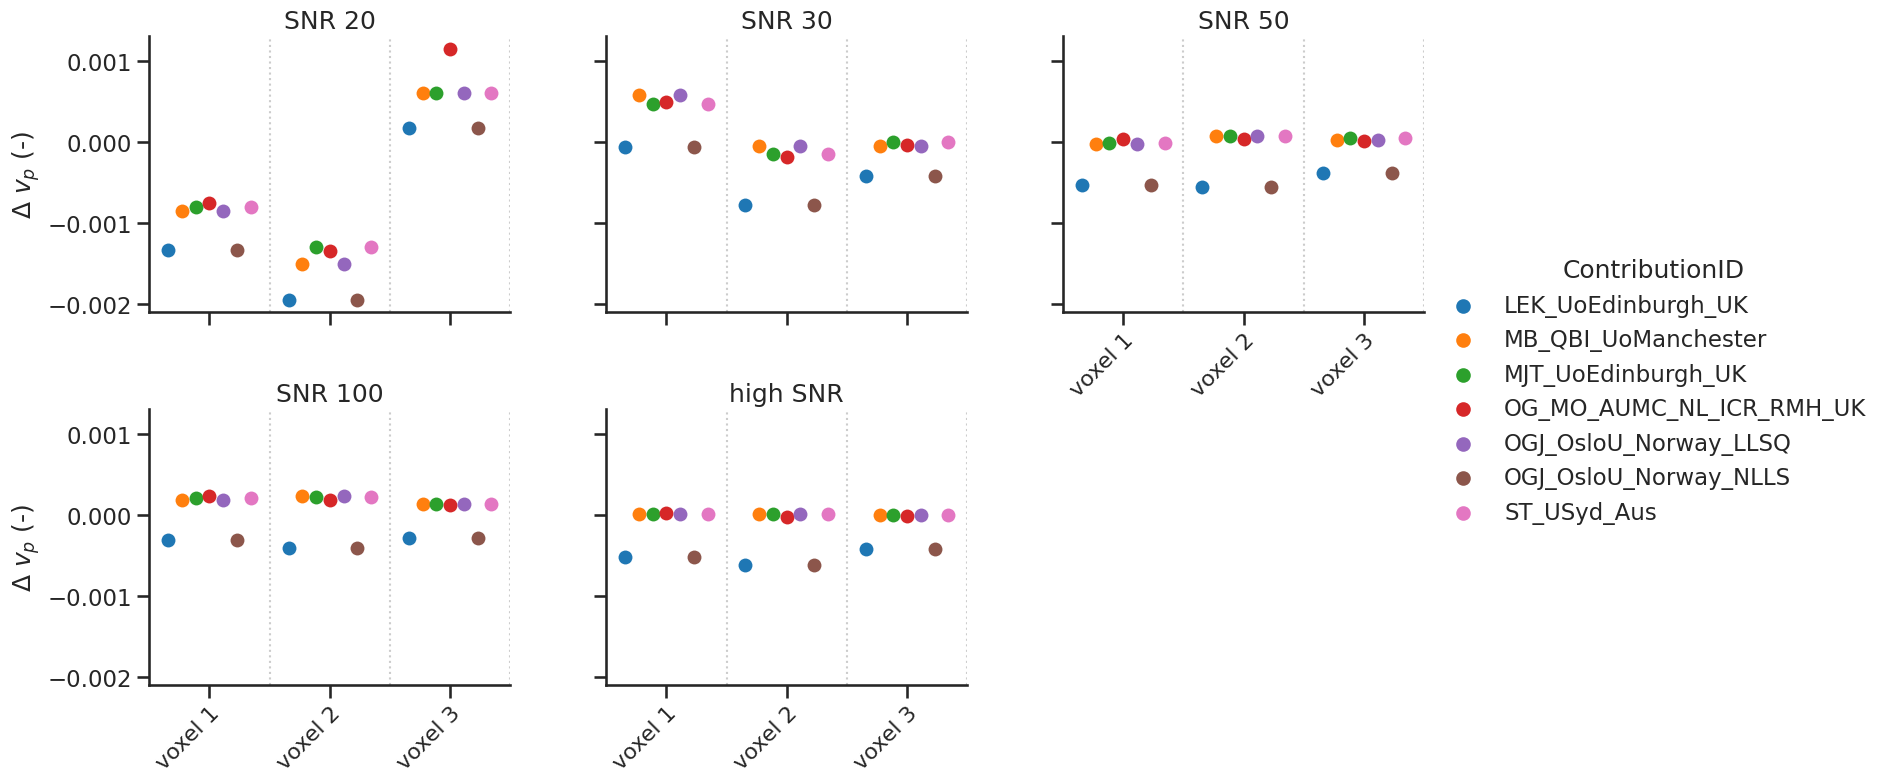 SNR 20
SNR 30
SNR 50
0.001
0.000
−0.001
−0.002
Δ vp (-)
voxel 1
voxel 2
voxel 3
ContributionID
LEK_UoEdinburgh_UK
MB_QBI_UoManchester
MJT_UoEdinburgh_UK
OG_MO_AUMC_NL_ICR_RMH_UK
OGJ_OsloU_Norway_LLSQ
OGJ_OsloU_Norway_NLLS
ST_USyd_Aus
SNR 100
high SNR
0.001
0.000
−0.001
−0.002
Δ vp (-)
voxel 1
voxel 2
voxel 3
voxel 1
voxel 2
voxel 3